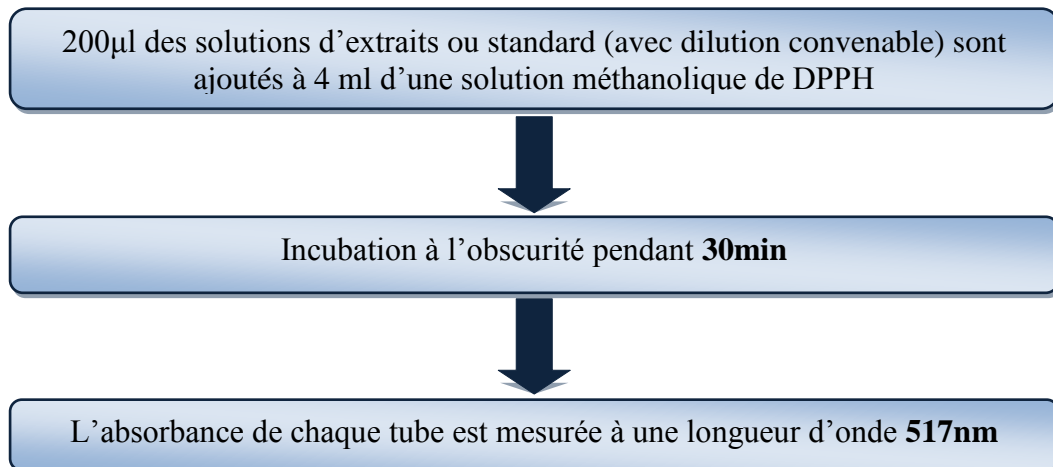 200µl des solutions d’extraits ou standard (avec dilution convenable) sont
ajoutés à 4 ml d’une solution méthanolique de DPPH
Incubation à l’obscurité pendant 30min
L’absorbance de chaque tube est mesurée à une longueur d’onde 517nm